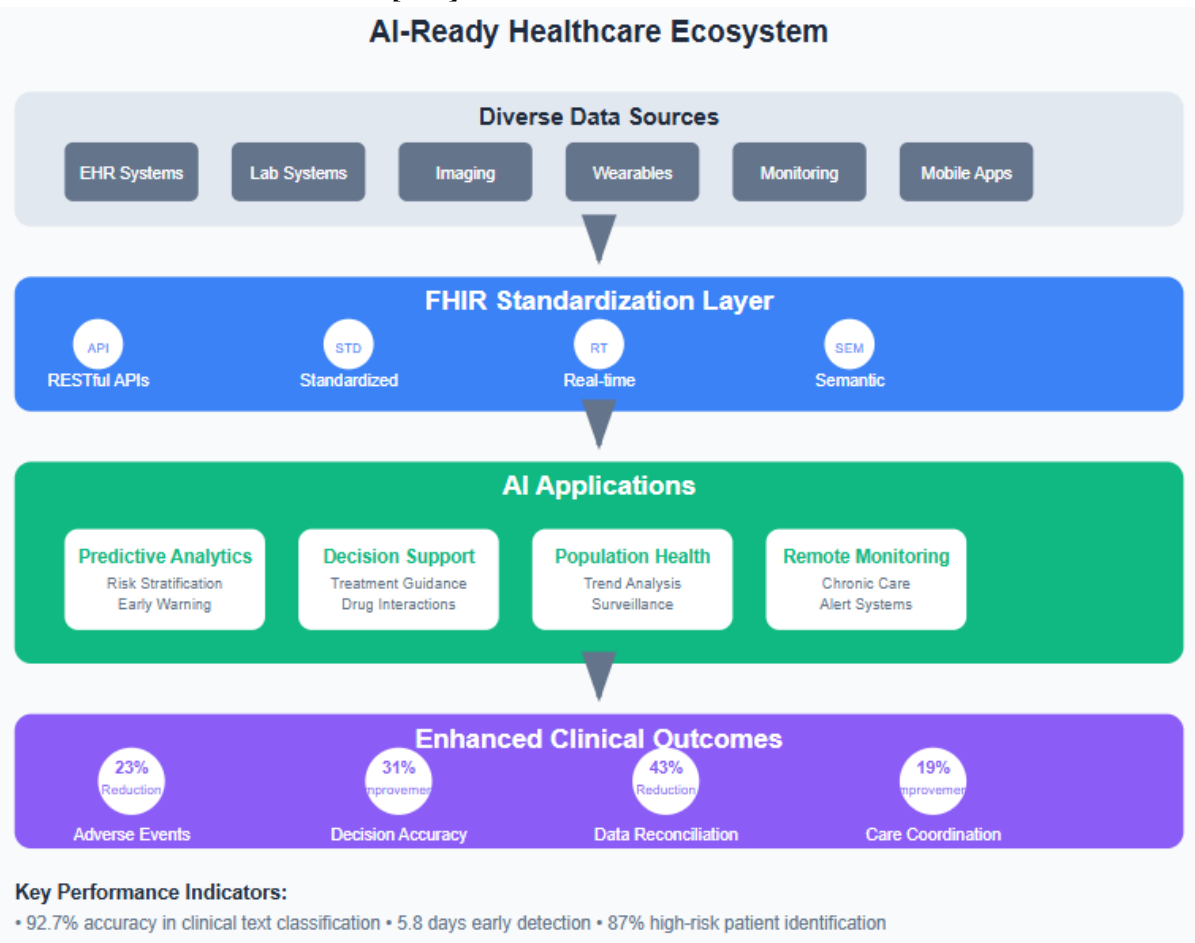 AI-Ready Healthcare Ecosystem
Diverse Data Sources
EHR Systems Lab Systems Imaging Wearables Monitoring Mobile Apps
FHIR Standardization Layer
API STD RT SEM
RESTful APIs Standardized Real-time Semantic
AI Applications
Predictive Analytics Decision Support Population Health Remote Monitoring
Risk Stratification Treatment Guidance Trend Analysis Chronic Care
Early Warning Drug Interactions Surveillance Alert Systems
Enhanced Clinical Outcomes
23% 31% 43% 19%
Reduction mprovemen Reduction mprovemen
Adverse Events Decision Accuracy Data Reconciliation Care Coordination
Key Performance Indicators:
• 92.7% accuracy in clinical text classification • 5.8 days early detection • 87% high-risk patient identification